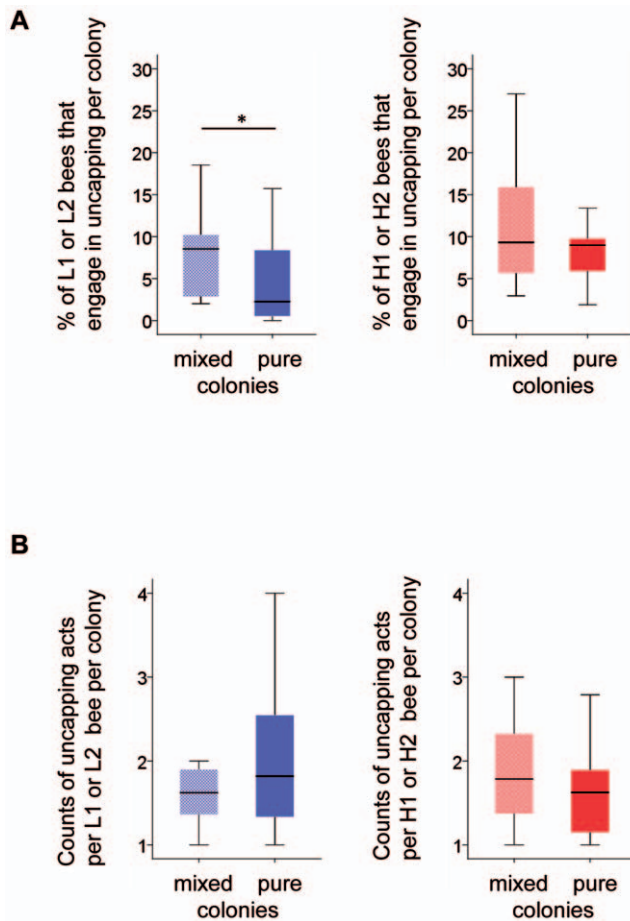 A
% of L1 or L2 bees that
engage in uncapping per colony
30
25
20
15
10
5
0
*
mixed pure
colonies
% of H1 or H2 bees that
engage in uncapping per colony
30
25
20
15
10
5
0
mixed pure
colonies
B
Counts of uncapping acts
per L1 or L2 bee per colony
4
3
2
1
mixed pure
colonies
Counts of uncapping acts
per H1 or H2 bee per colony
4
3
2
1
mixed pure
colonies